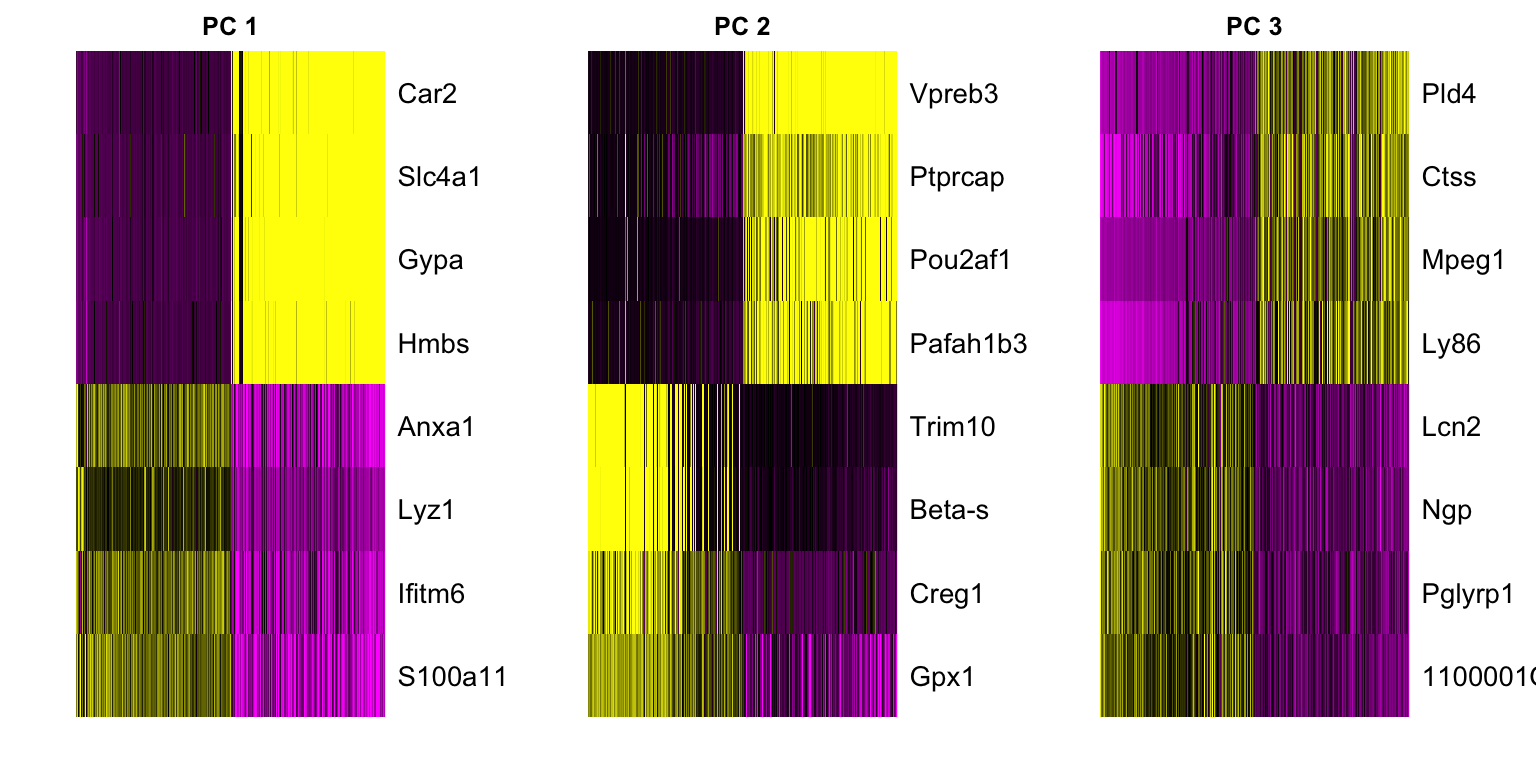 PC 1
Car2
Slc4a1
Gypa
Hmbs
Anxa1
Lyz1
Ifitm6
S100a11
PC 2
Vpreb3
Ptprcap
Pou2af1
Pafah1b3
Trim10
Beta-s
Creg1
Gpx1
PC 3
Pld4
Ctss
Mpeg1
Ly86
Lcn2
Ngp
Pglyrp1